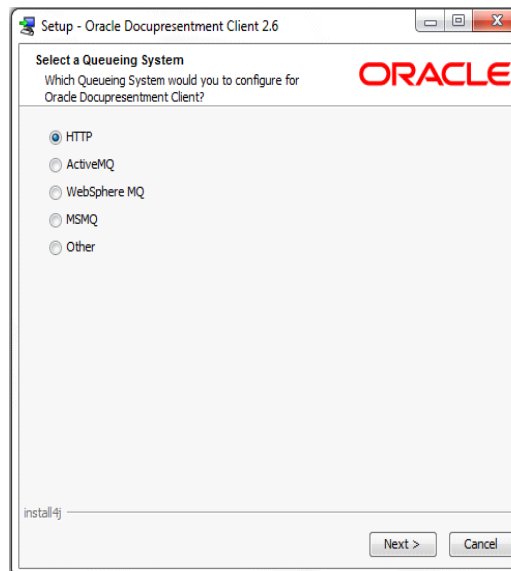 Setup - Oracle Docupresentment Client 2.6
Select a Queueing System
Which Queueing System would you to configure for
Oracle Docupresentment Client?
ORACLE
HTTP
ActiveMQ
WebSphere MQ
MSMQ
Other
install4j
Next >
Cancel